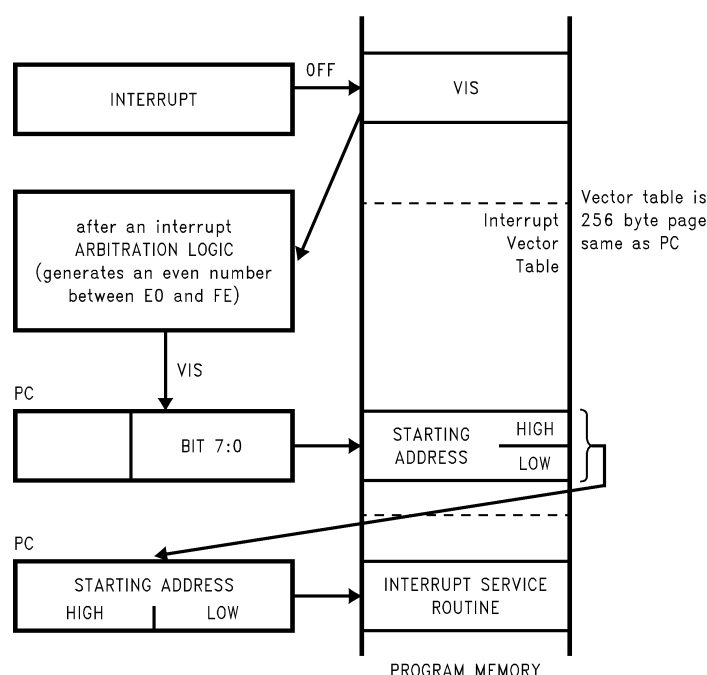 INTERRUPT
OFF
VIS
after an interrupt
ARBITRATION LOGIC
(generates an even number
between E0 and FE)
Interrupt
Vector
Table
Vector table is
256 byte page
same as PC
VIS
PC
BIT 7:0
STARTING
ADDRESS
HIGH
LOW
PC
STARTING ADDRESS
HIGH
LOW
INTERRUPT SERVICE
ROUTINE
PROGRAM MEMORY